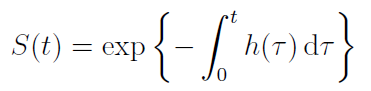 S(t) = exp { − ∫₀ᵗ h(τ) dτ }